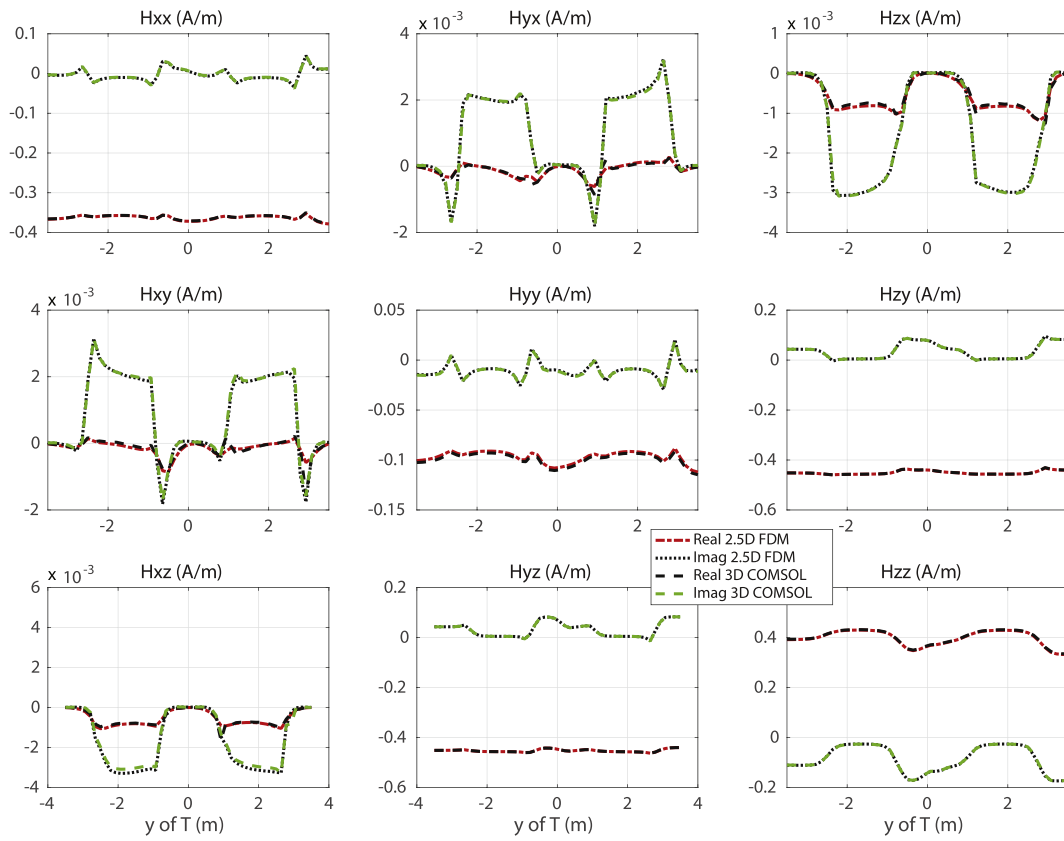 Hxx (A/m)
0.1
0
-0.1
-0.2
-0.3
-0.4
-2 0 2
Hyx (A/m)
x 10-3
4
2
0
-2
-2 0 2
Hzx (A/m)
x 10-3
1
0
-1
-2
-3
-4
-2 0 2
Hxy (A/m)
x 10-3
4
2
0
-2
-2 0 2
Hyy (A/m)
0.05
0
-0.05
-0.1
-0.15
-2 0 2
Hzy (A/m)
0.2
0
-0.2
-0.4
-0.6
-2 0 2
Real 2.5D FDM
Imag 2.5D FDM
Real 3D COMSOL
Imag 3D COMSOL
Hxz (A/m)
x 10-3
6
4
2
0
-2
-4
-4 -2 0 2 4
y of T (m)
Hyz (A/m)
0.2
0
-0.2
-0.4
-0.6
-4 -2 0 2 4
y of T (m)
Hzz (A/m)
0.4
0.2
0
-0.2
-2 0 2
y of T (m)